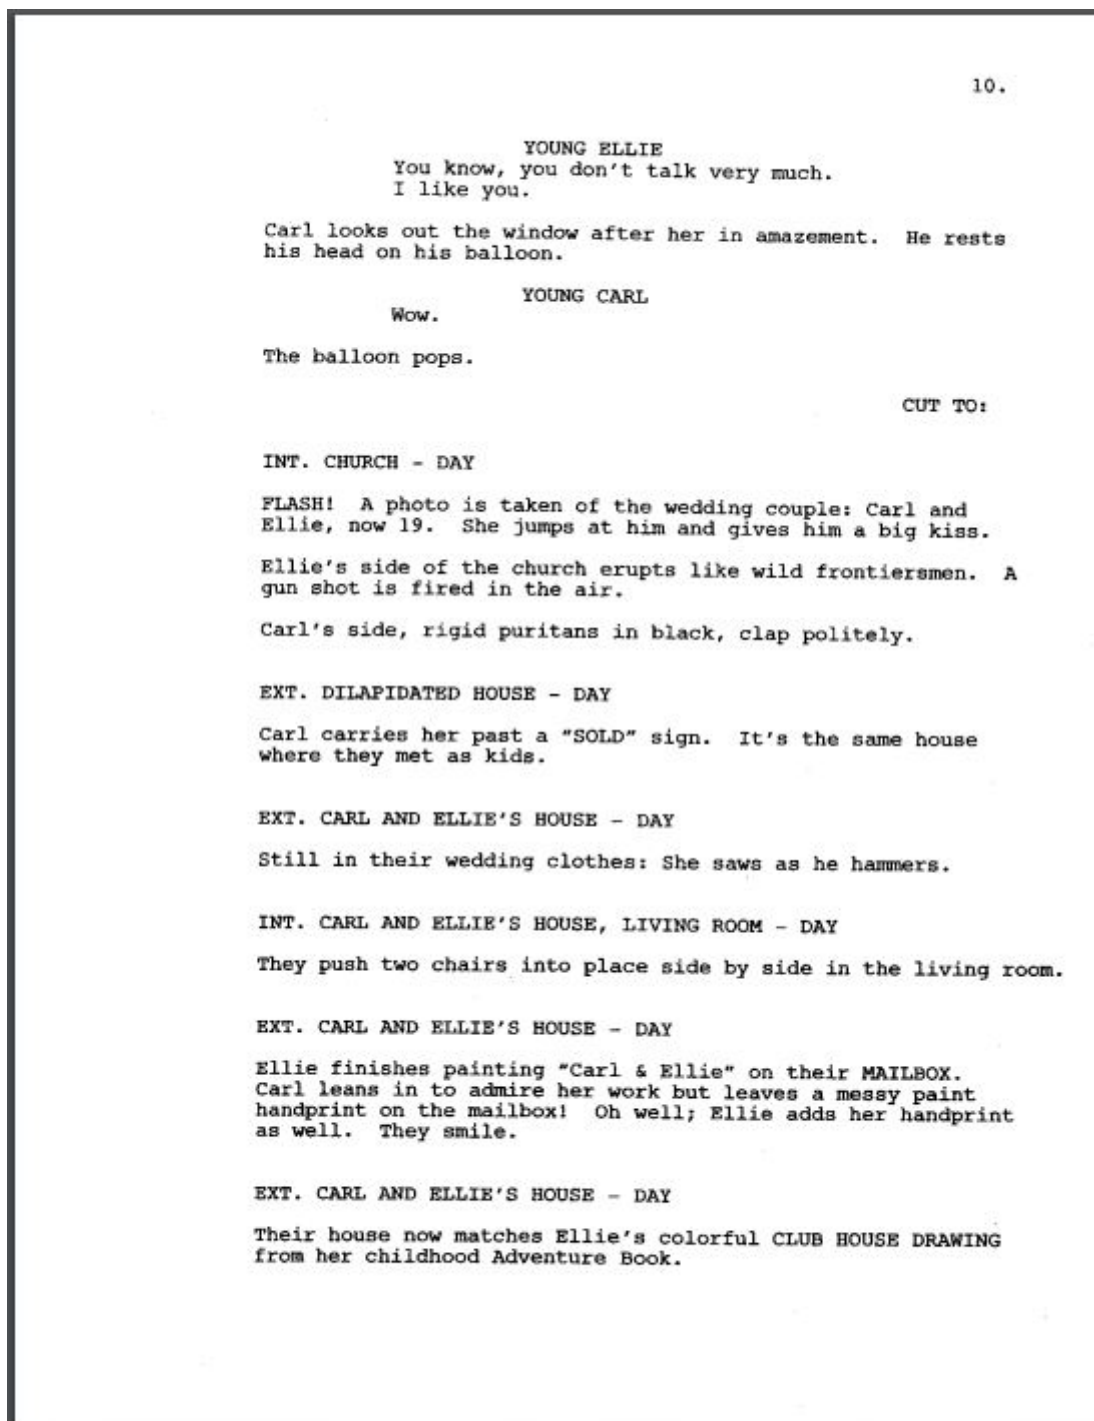 10.
YOUNG ELLIE
You know, you don't talk very much.
I like you.
Carl looks out the window after her in amazement.  He rests
his head on his balloon.
YOUNG CARL
Wow.
The balloon pops.
CUT TO:
INT. CHURCH - DAY
FLASH!  A photo is taken of the wedding couple: Carl and
Ellie, now 19.  She jumps at him and gives him a big kiss.
Ellie's side of the church erupts like wild frontiersmen.  A
gun shot is fired in the air.
Carl's side, rigid puritans in black, clap politely.
EXT. DILAPIDATED HOUSE - DAY
Carl carries her past a "SOLD" sign.  It's the same house
where they met as kids.
EXT. CARL AND ELLIE'S HOUSE - DAY
Still in their wedding clothes: She saws as he hammers.
INT. CARL AND ELLIE'S HOUSE, LIVING ROOM - DAY
They push two chairs into place side by side in the living room.
EXT. CARL AND ELLIE'S HOUSE - DAY
Ellie finishes painting "Carl & Ellie" on their MAILBOX.
Carl leans in to admire her work but leaves a messy paint
handprint on the mailbox!  Oh well; Ellie adds her handprint
as well.  They smile.
EXT. CARL AND ELLIE'S HOUSE - DAY
Their house now matches Ellie's colorful CLUB HOUSE DRAWING
from her childhood Adventure Book.